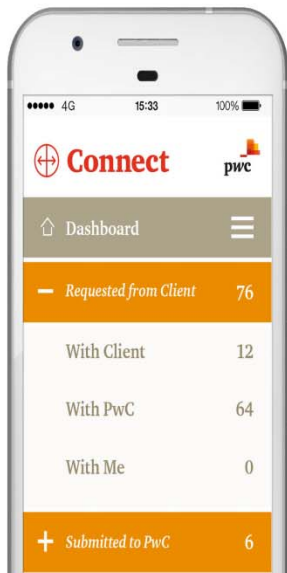 4G 15:33 100%
Connect pwc
Dashboard
Requested from Client 76
With Client 12
With PwC 64
With Me 0
Submitted to PwC 6